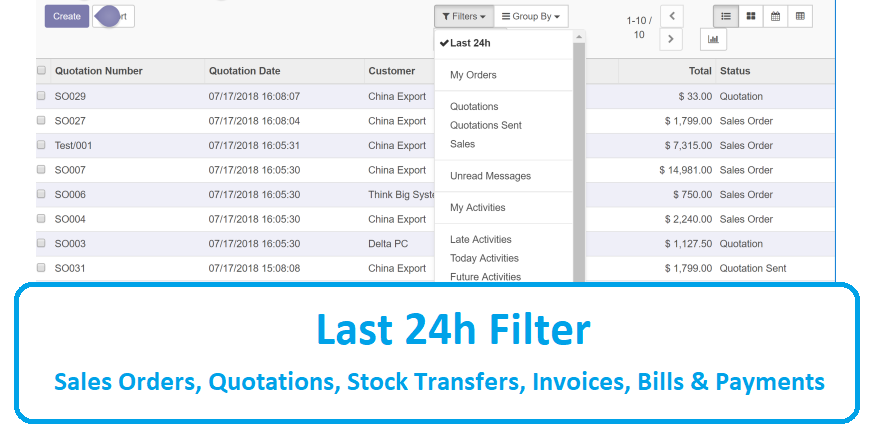 Create
rt
Filters
Group By
1-10 /
10
Last 24h
My Orders
Quotations
Quotations Sent
Sales
Unread Messages
My Activities
Late Activities
Today Activities
Future Activities
Quotation Number Quotation Date Customer Total Status
SO029 07/17/2018 16:08:07 China Export $ 33.00 Quotation
SO027 07/17/2018 16:08:04 China Export $ 1,799.00 Sales Order
Test/001 07/17/2018 16:05:31 China Export $ 7,315.00 Sales Order
SO007 07/17/2018 16:05:30 China Export $ 14,981.00 Sales Order
SO006 07/17/2018 16:05:30 Think Big Syste $ 750.00 Sales Order
SO004 07/17/2018 16:05:30 China Export $ 2,240.00 Sales Order
SO003 07/17/2018 16:05:30 Delta PC $ 1,127.50 Quotation
SO031 07/17/2018 15:08:08 China Export $ 1,799.00 Quotation Sent
Last 24h Filter
Sales Orders, Quotations, Stock Transfers, Invoices, Bills & Payments